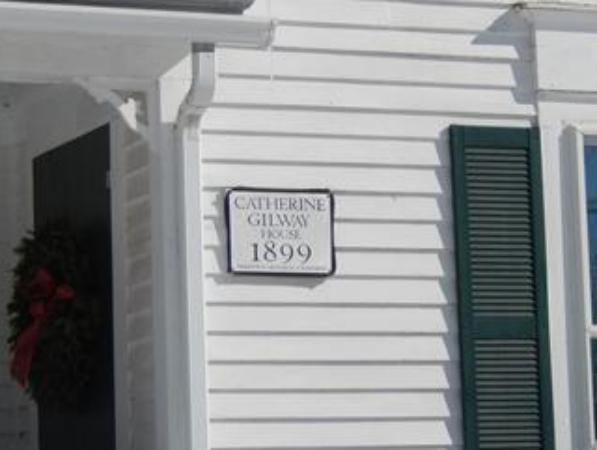 CATHERINE
GILWAY
HOUSE
1899